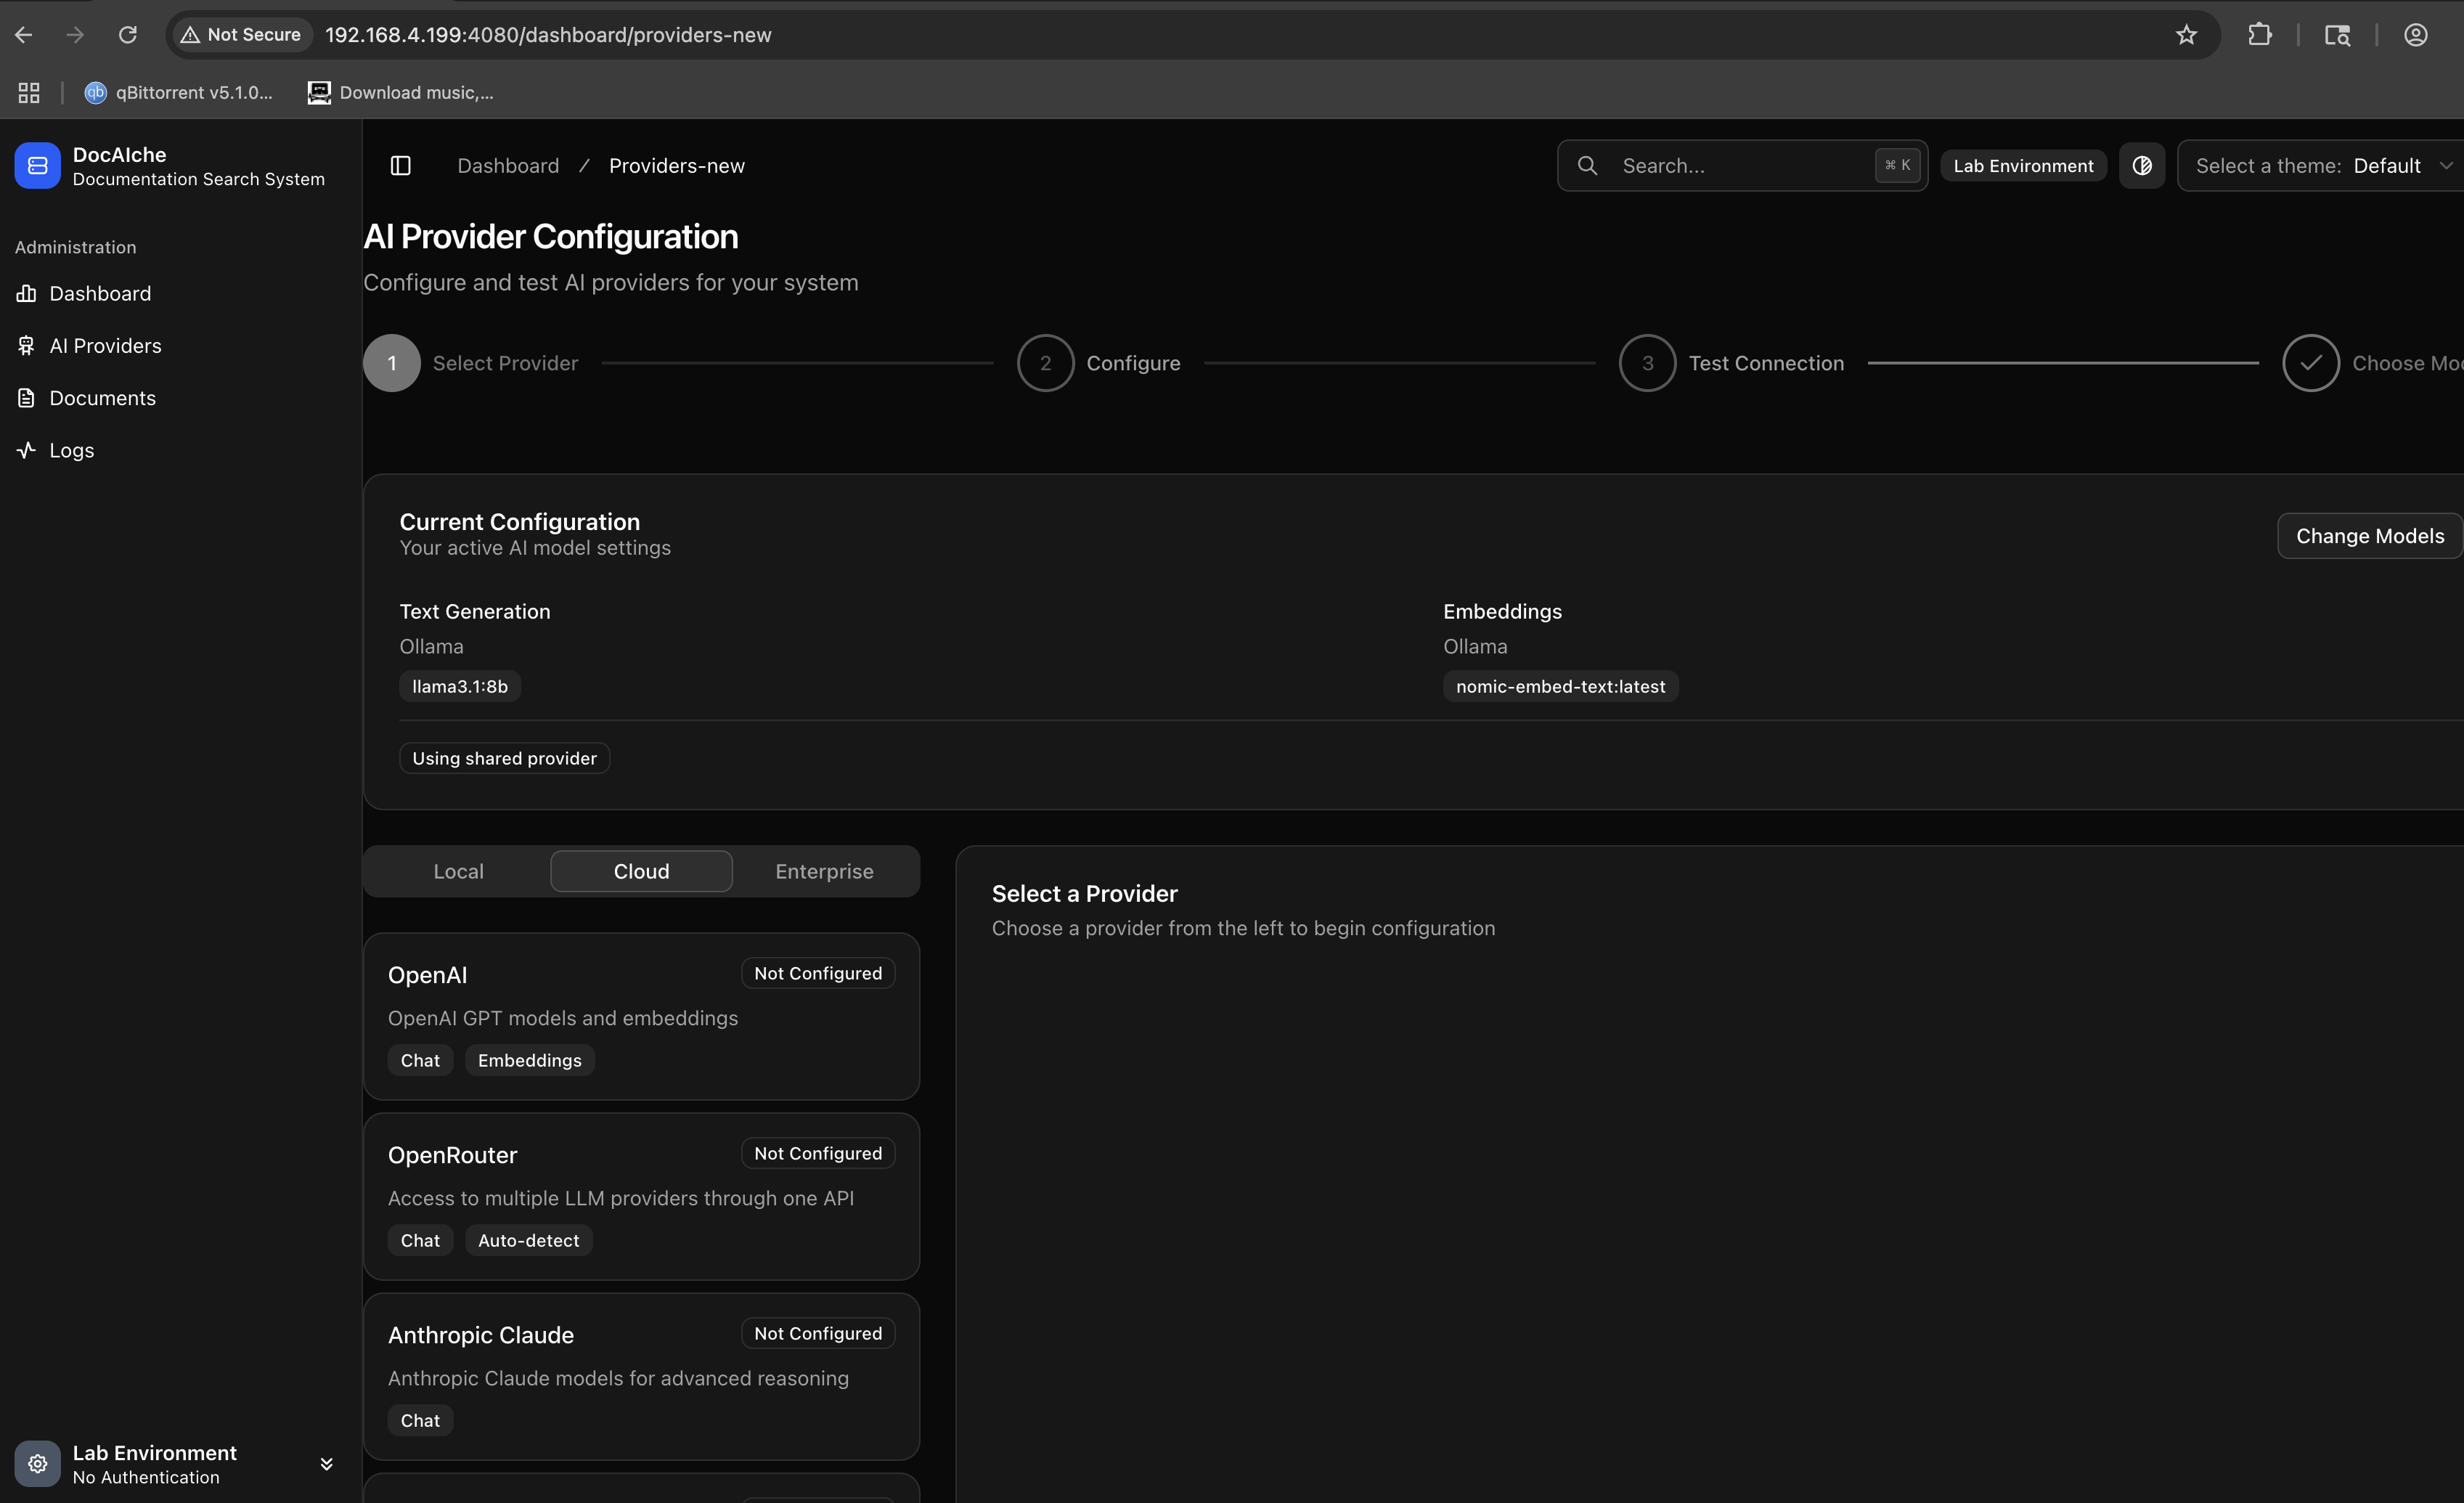 Not Secure 192.168.4.199:4080/dashboard/providers-new
qb qBittorrent v5.1.0... Download music,...
DocAIche
Documentation Search System
Administration
Dashboard
AI Providers
Documents
Logs
Dashboard / Providers-new
Search... ⌘ K
Lab Environment
Select a theme: Default
AI Provider Configuration
Configure and test AI providers for your system
1 Select Provider 2 Configure 3 Test Connection Choose Mo
Current Configuration
Your active AI model settings
Change Models
Text Generation
Ollama
llama3.1:8b
Embeddings
Ollama
nomic-embed-text:latest
Using shared provider
Local Cloud Enterprise
OpenAI Not Configured
OpenAI GPT models and embeddings
Chat Embeddings
OpenRouter Not Configured
Access to multiple LLM providers through one API
Chat Auto-detect
Anthropic Claude Not Configured
Anthropic Claude models for advanced reasoning
Chat
Select a Provider
Choose a provider from the left to begin configuration
Lab Environment
No Authentication